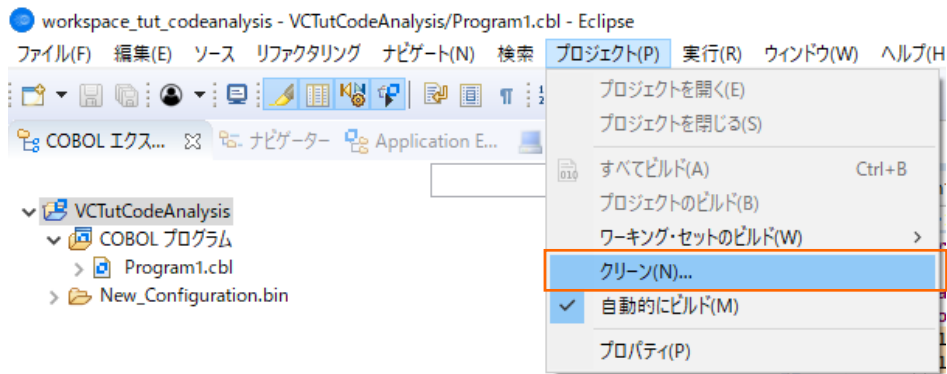 workspace_tut_codeanalysis - VCTutCodeAnalysis/Program1.cbl - Eclipse
ファイル(F) 編集(E) ソース リファクタリング ナビゲート(N) 検索 プロジェクト(P) 実行(R) ウィンドウ(W) ヘルプ(H
プロジェクトを開く(E)
プロジェクトを閉じる(S)
COBOL エクス... ナビゲーター Application E...
すべてビルド(A) Ctrl+B
プロジェクトのビルド(B)
ワーキング・セットのビルド(W)
クリーン(N)...
自動的にビルド(M)
プロパティ(P)
VCTutCodeAnalysis
COBOL プログラム
Program1.cbl
New_Configuration.bin